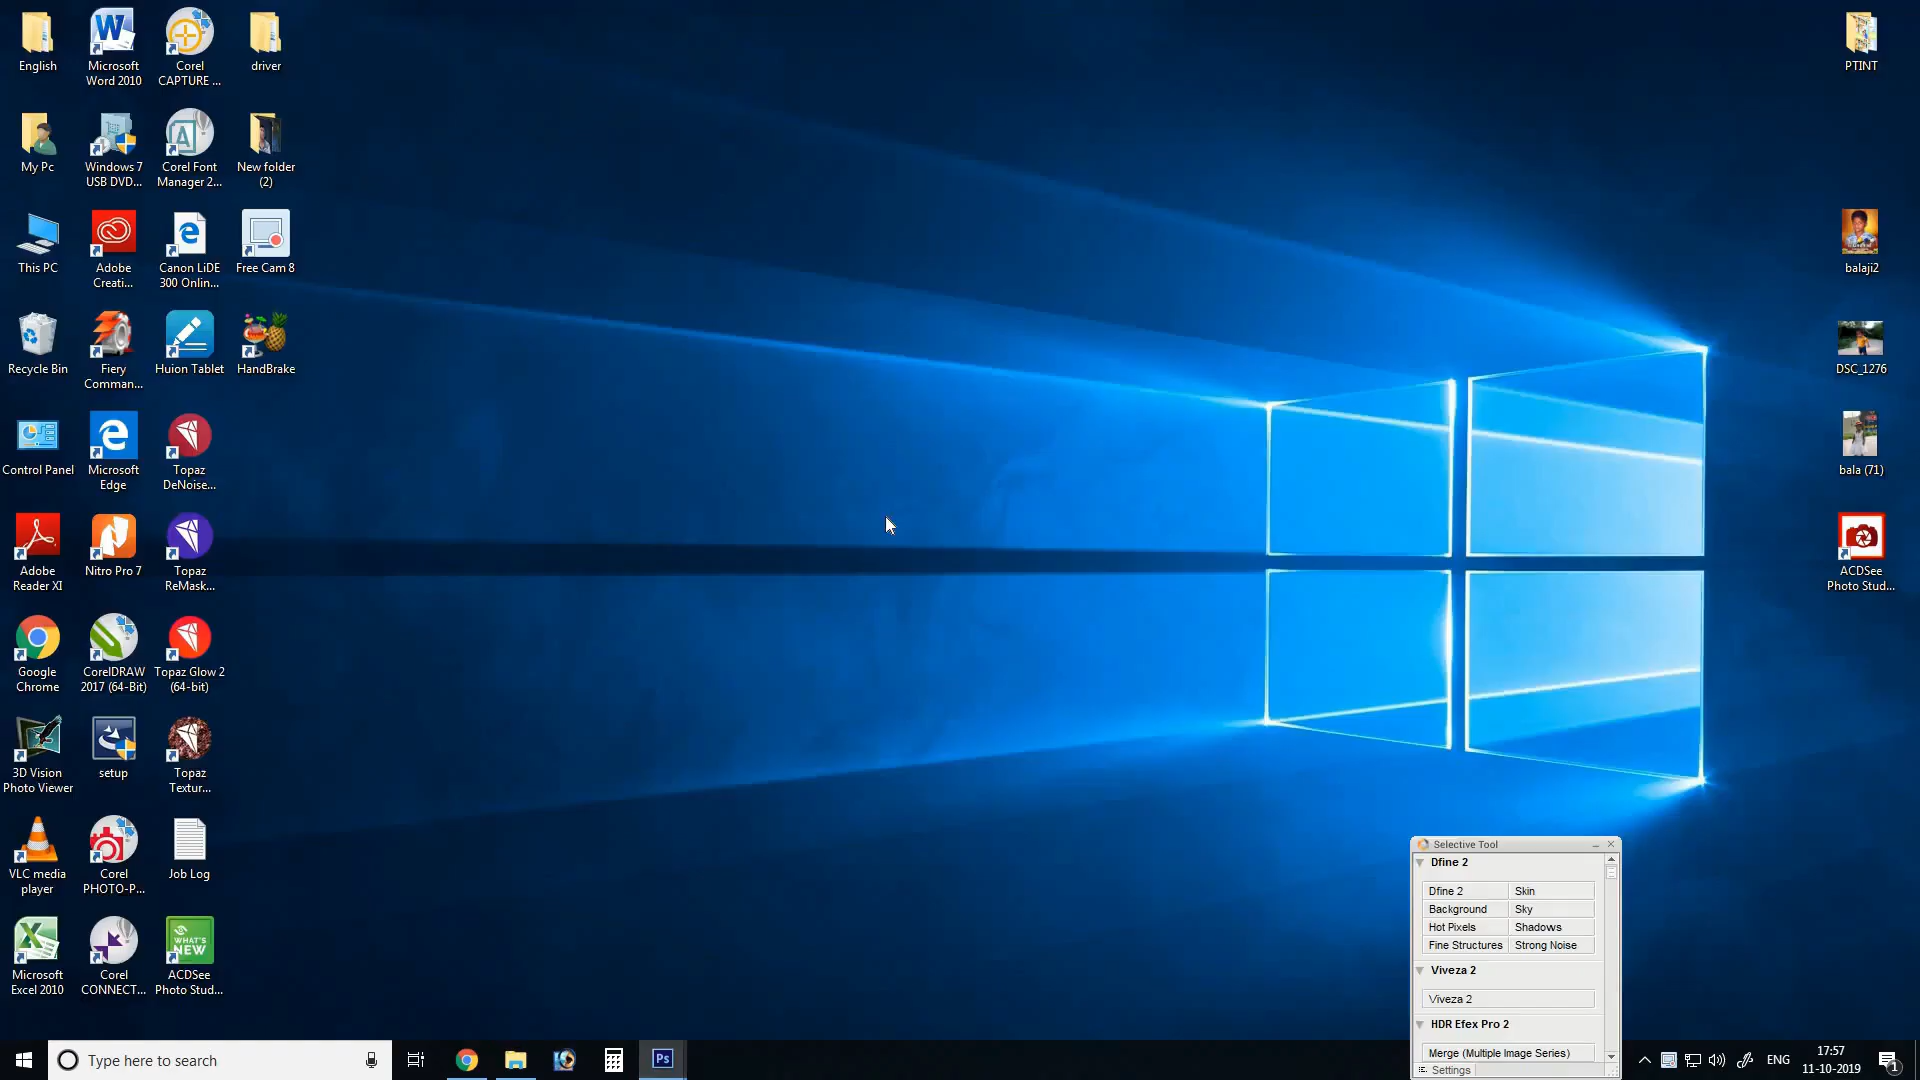 English
Microsoft
Word 2010
Corel
CAPTURE ...
driver
PTINT
My Pc
Windows 7
USB DVD...
Corel Font
Manager 2...
New folder
(2)
This PC
Adobe
Creati...
Canon LiDE
300 Onlin...
Free Cam 8
balaji2
Recycle Bin
Fiery
Comman...
Huion Tablet
HandBrake
DSC_1276
Control Panel
Microsoft
Edge
Topaz
DeNoise...
bala (71)
Adobe
Reader XI
Nitro Pro 7
Topaz
ReMask...
ACDSee
Photo Stud...
Google
Chrome
CorelDRAW
2017 (64-Bit)
Topaz Glow 2
(64-bit)
3D Vision
Photo Viewer
setup
Topaz
Textur...
VLC media
player
Corel
PHOTO-P...
Job Log
WHAT'S
NEW
Microsoft
Excel 2010
Corel
CONNECT...
ACDSee
Photo Stud...
Selective Tool
Dfine 2
Dfine 2
Skin
Background
Sky
Hot Pixels
Shadows
Fine Structures
Strong Noise
Viveza 2
Viveza 2
HDR Efex Pro 2
Merge (Multiple Image Series)
Settings
Type here to search
Ps
ENG
17:57
11-10-2019
1